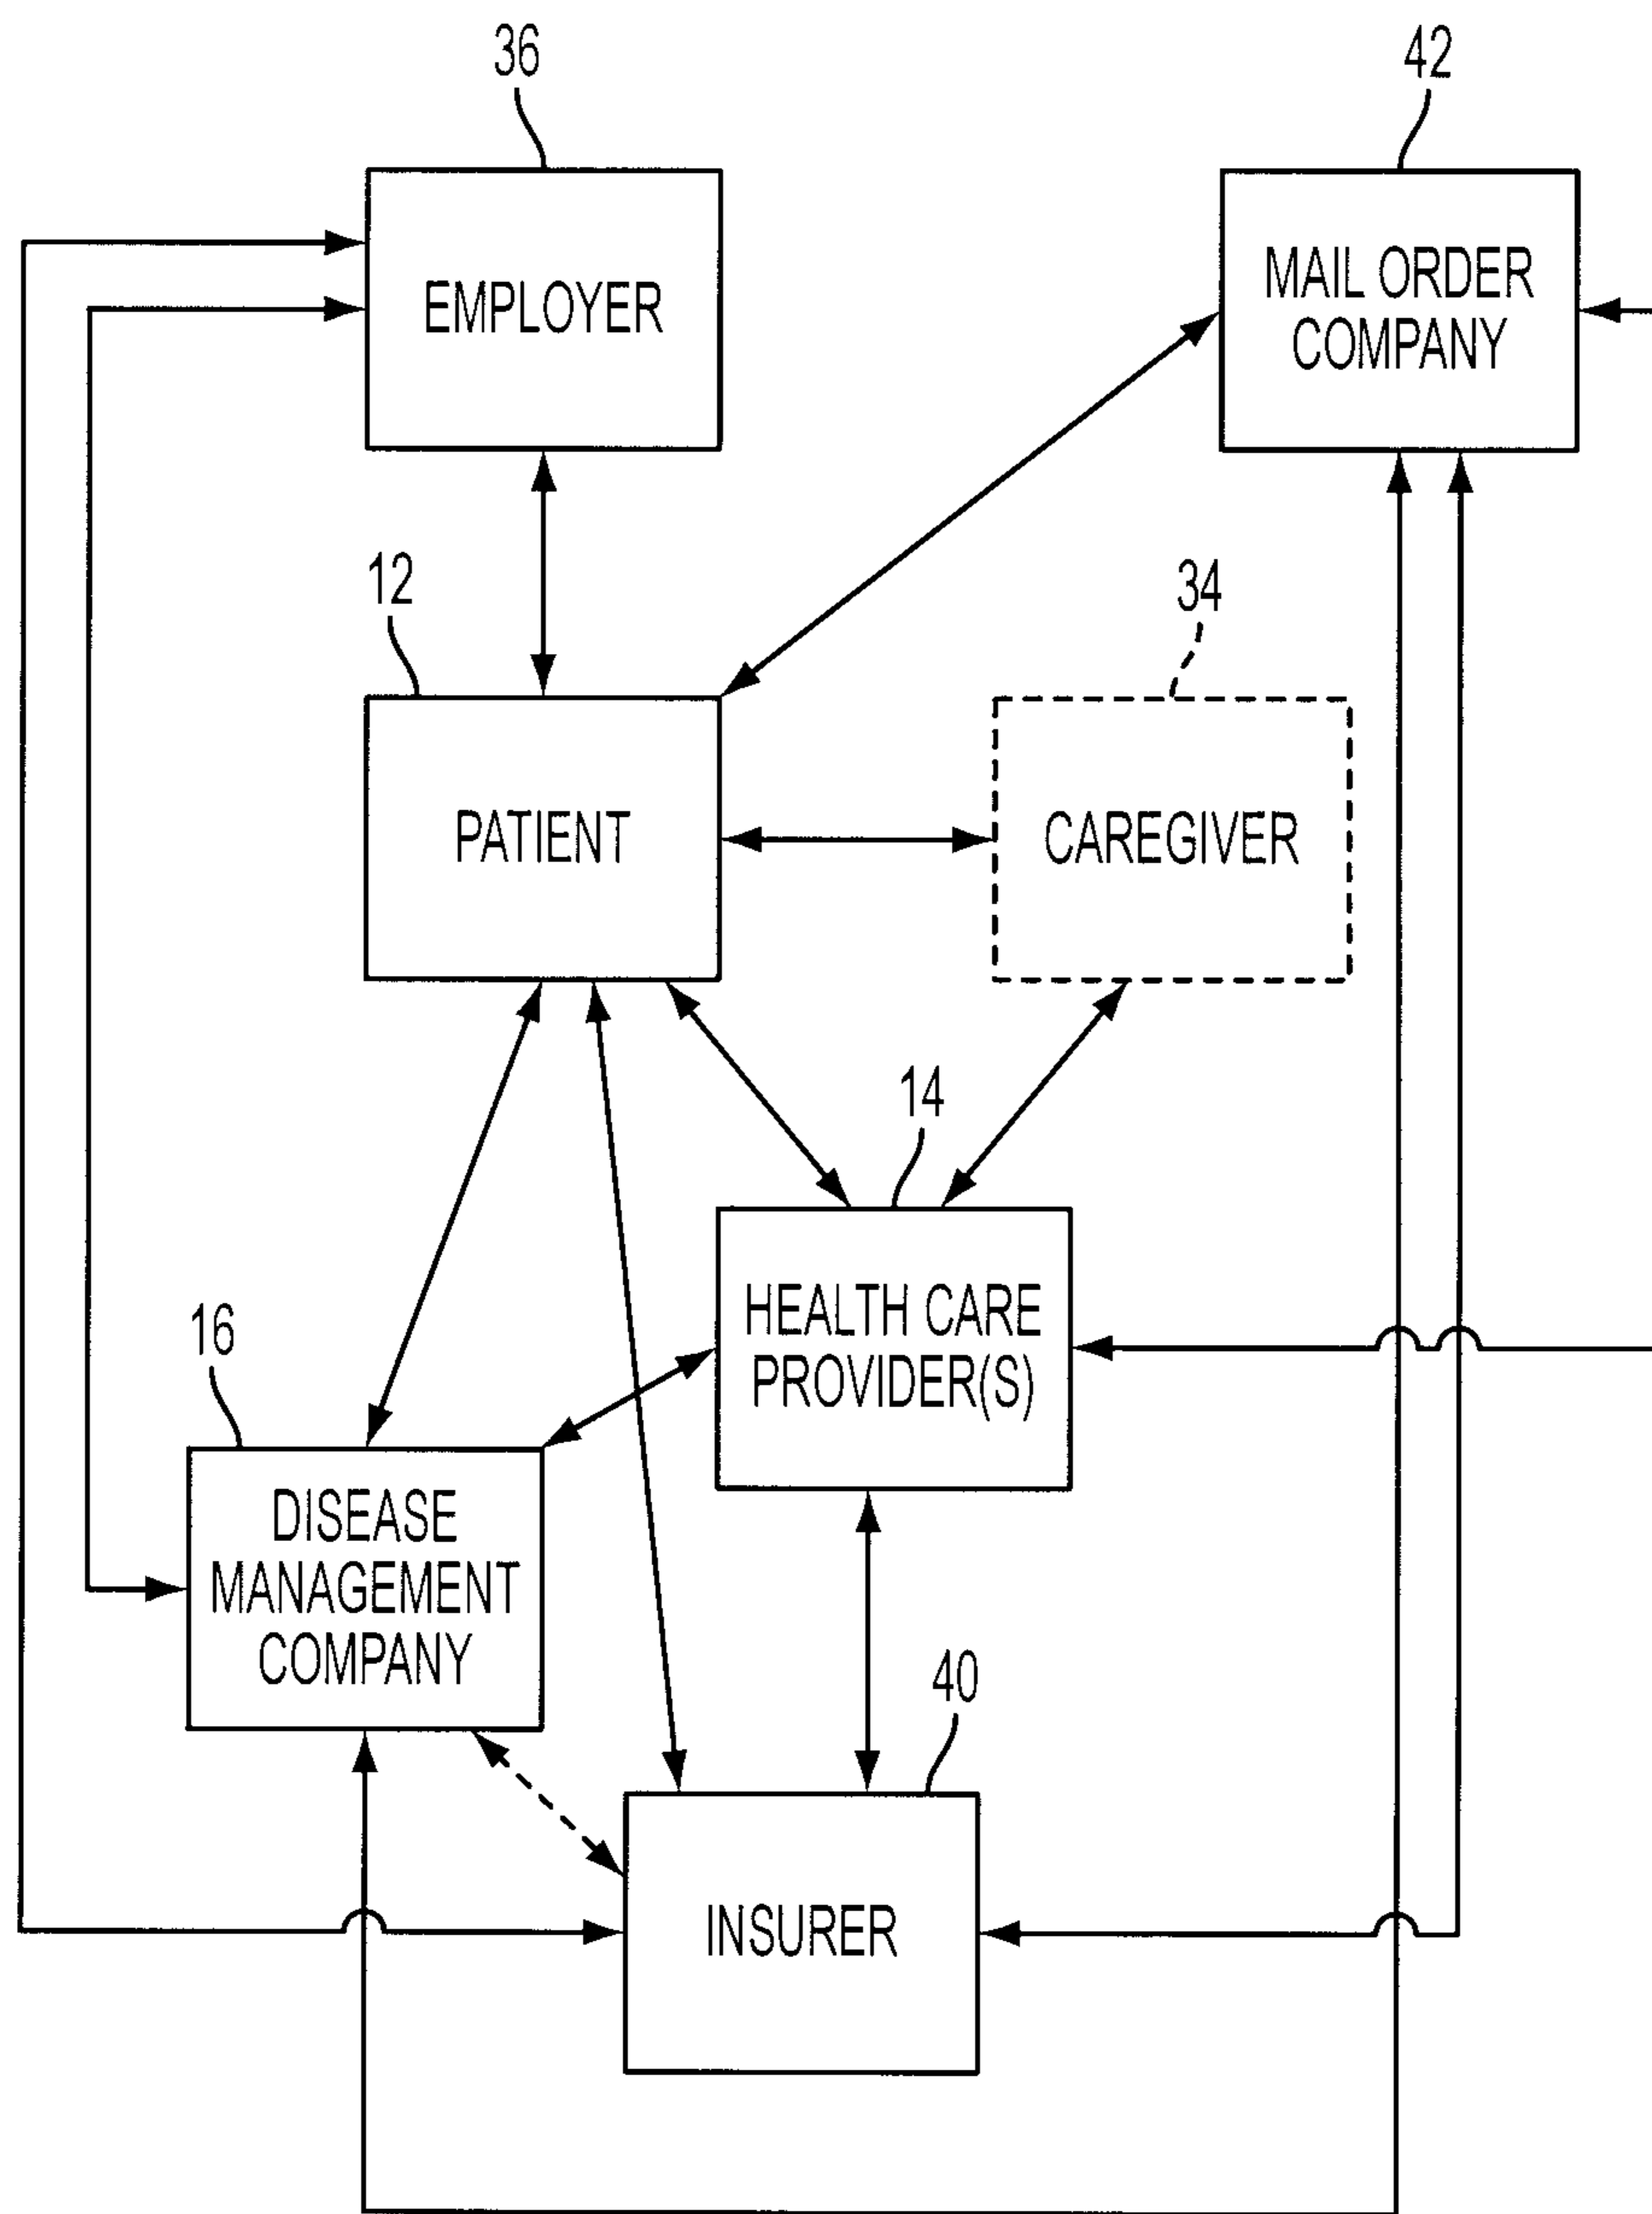 36
42
EMPLOYER
MAIL ORDER
COMPANY
12
34
PATIENT
CAREGIVER
14
HEALTH CARE
PROVIDER(S)
16
DISEASE
MANAGEMENT
COMPANY
40
INSURER